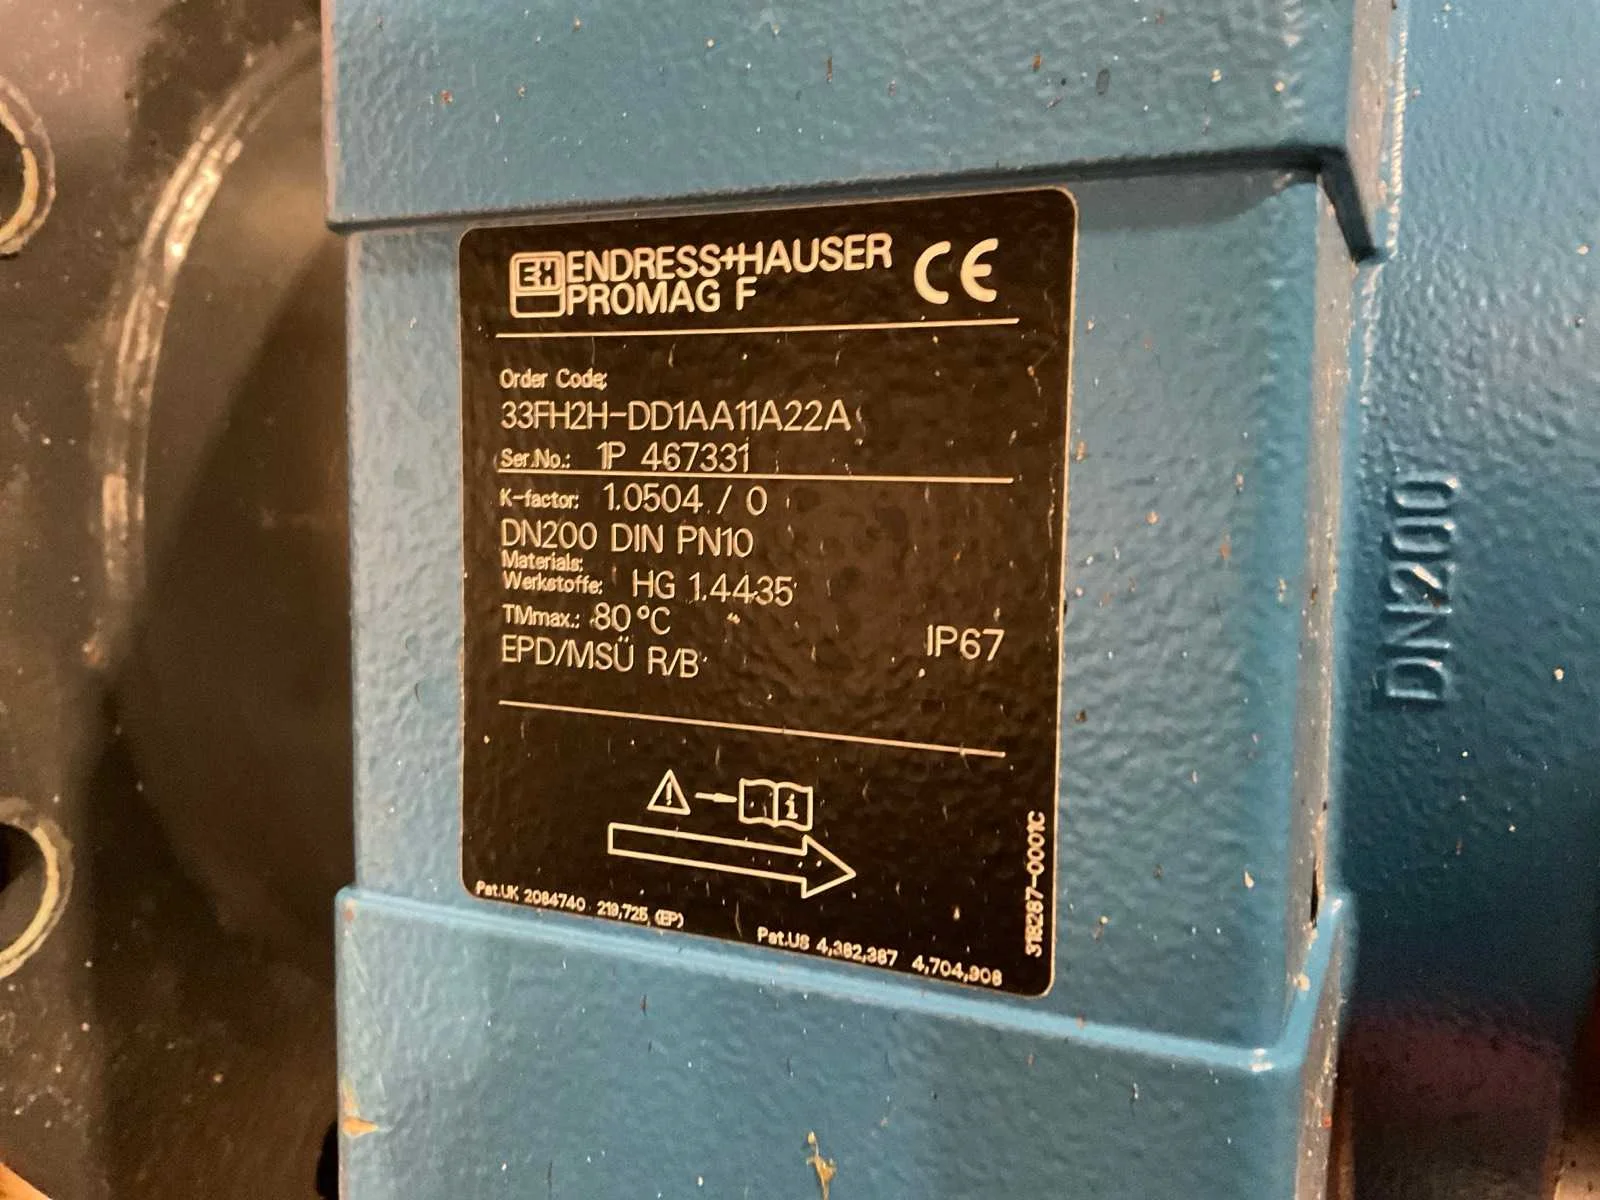 E+H ENDRESS+HAUSER
PROMAG F
CE
Order Code:
33FH2H-DD1AA11A22A
Ser.No.: 1P 467331
K-factor: 1.0504 / 0
DN200 DIN PN10
Materials:
Werkstoffe: HG 1.4435
TMmax.: 80°C
EPD/MSÜ R/B
IP67
i
Pat.UK 2084740 219,725 (EP)
Pat.US 4,382,387 4,704,908
318287-0001C
DN200